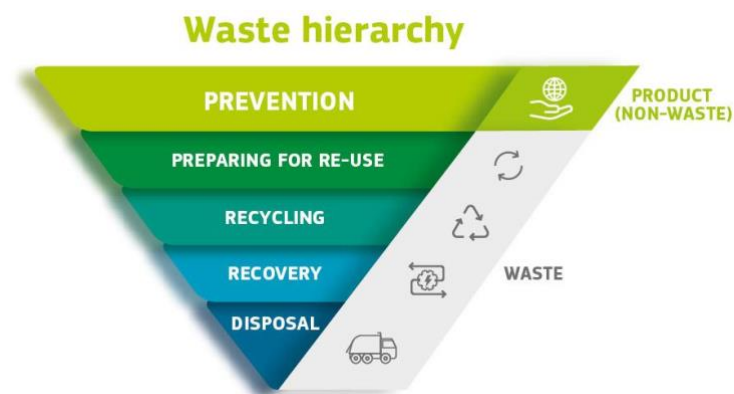 Waste hierarchy
PREVENTION
PRODUCT
(NON-WASTE)
PREPARING FOR RE-USE
RECYCLING
RECOVERY
WASTE
DISPOSAL